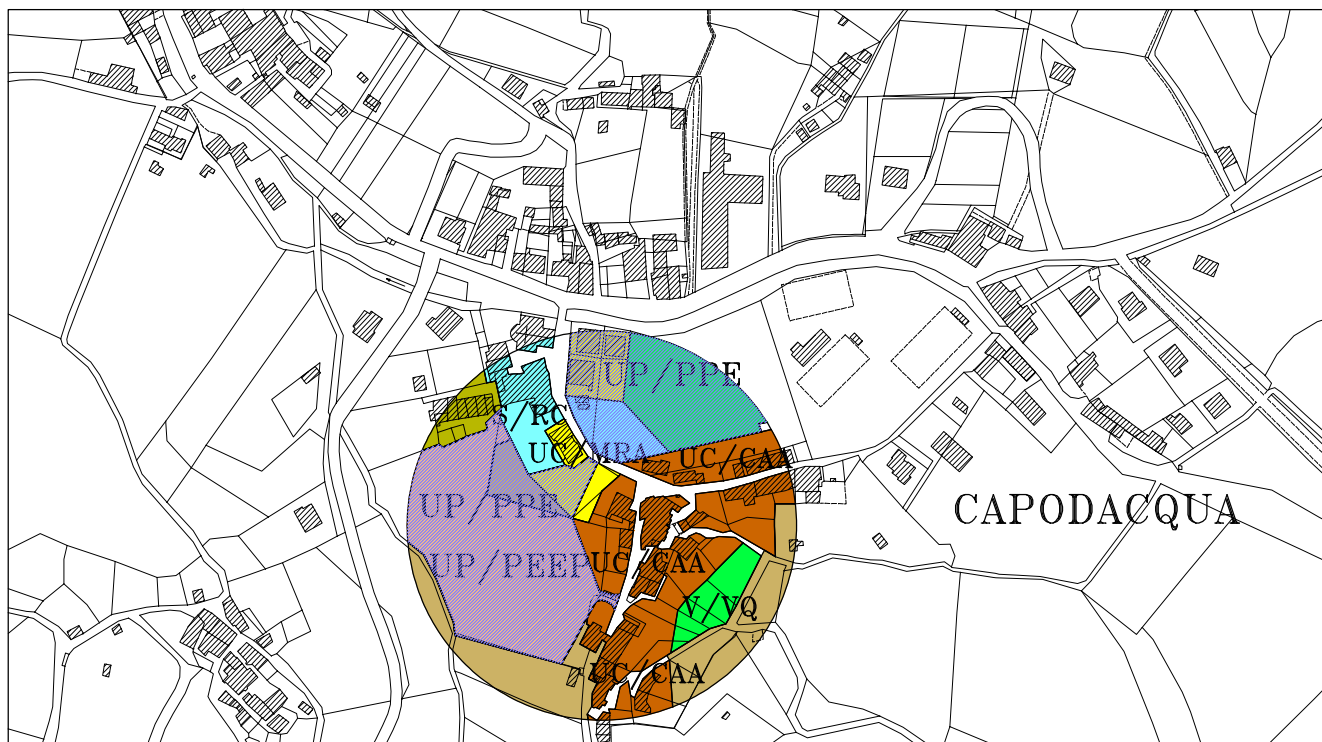 UP/PPE
S/RC
UC/MRA
UC/CAA
UP/PPE
CAPODACQUA
UP/PEEP
UC/CAA
V/VQ
UC/CAA